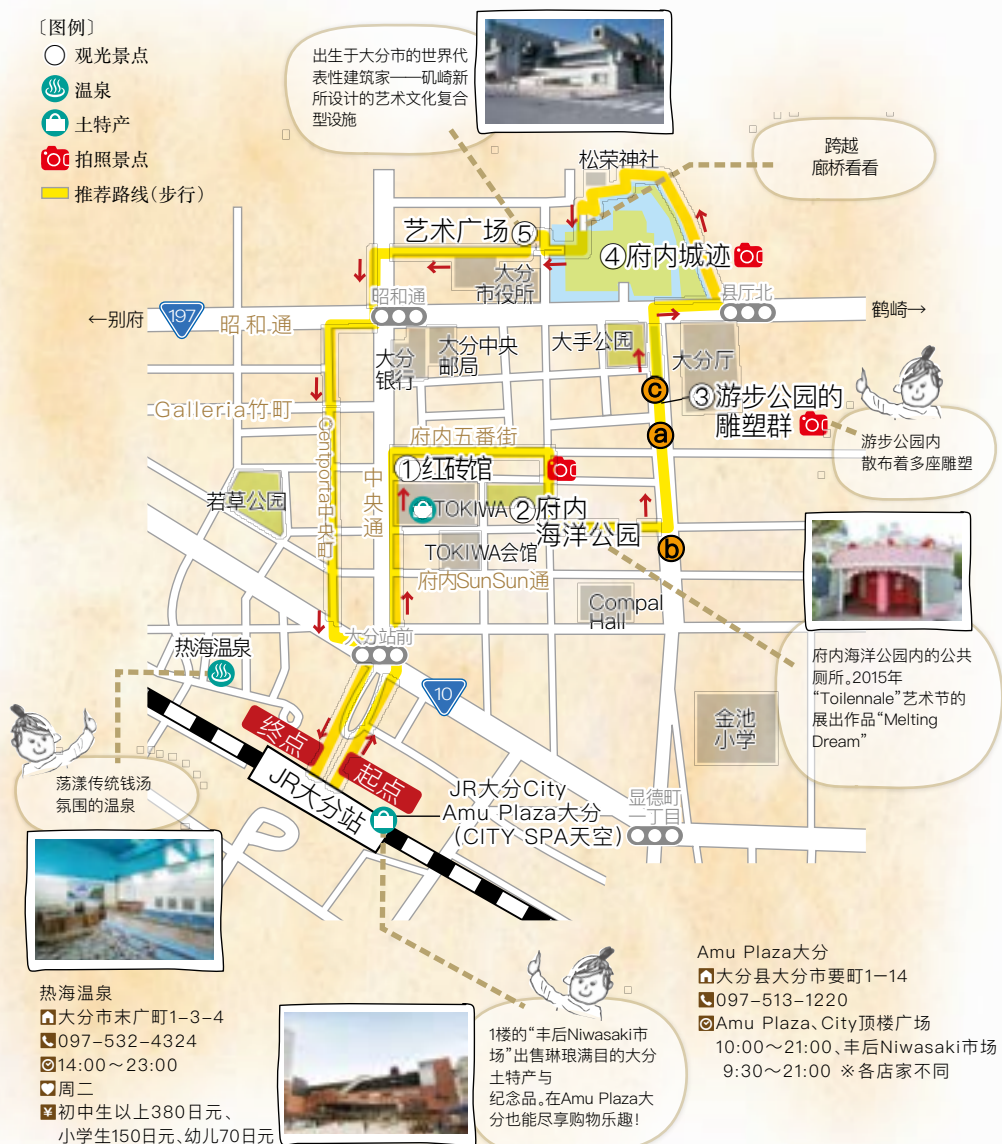 〔图例〕
观光景点
温泉
土特产
拍照景点
推荐路线(步行)
出生于大分市的世界代
表性建筑家——矶崎新
所设计的艺术文化复合
型设施
跨越
廊桥看看
松荣神社
艺术广场⑤
④府内城迹
大分
市役所
昭和通
县厅北
←别府
197
昭和通
鹤崎→
大分
银行
大分中央
邮局
大手公园
大分厅
ⓒ
③游步公园的
雕塑群
ⓐ
游步公园内
散布着多座雕塑
Galleria竹町
Centporta中央町
府内五番街
中央通
①红砖馆
若草公园
TOKIWA
②府内
海洋公园
ⓑ
TOKIWA会馆
府内SunSun通
Compal
Hall
大分站前
热海温泉
10
金池
小学
府内海洋公园内的公共
厕所。2015年
“Toilennale”艺术节的
展出作品“Melting
Dream”
终点
起点
JR大分站
荡漾传统钱汤
氛围的温泉
JR大分City
Amu Plaza大分
(CITY SPA天空)
显德町
一丁目
热海温泉
大分市末广町1-3-4
097-532-4324
14:00～23:00
周二
¥初中生以上380日元、
小学生150日元、幼儿70日元
1楼的“丰后Niwasaki市
场”出售琳琅满目的大分
土特产与
纪念品。在Amu Plaza大
分也能尽享购物乐趣!
Amu Plaza大分
大分县大分市要町1-14
097-513-1220
Amu Plaza、City顶楼广场
10:00～21:00、丰后Niwasaki市场
9:30～21:00 ※各店家不同